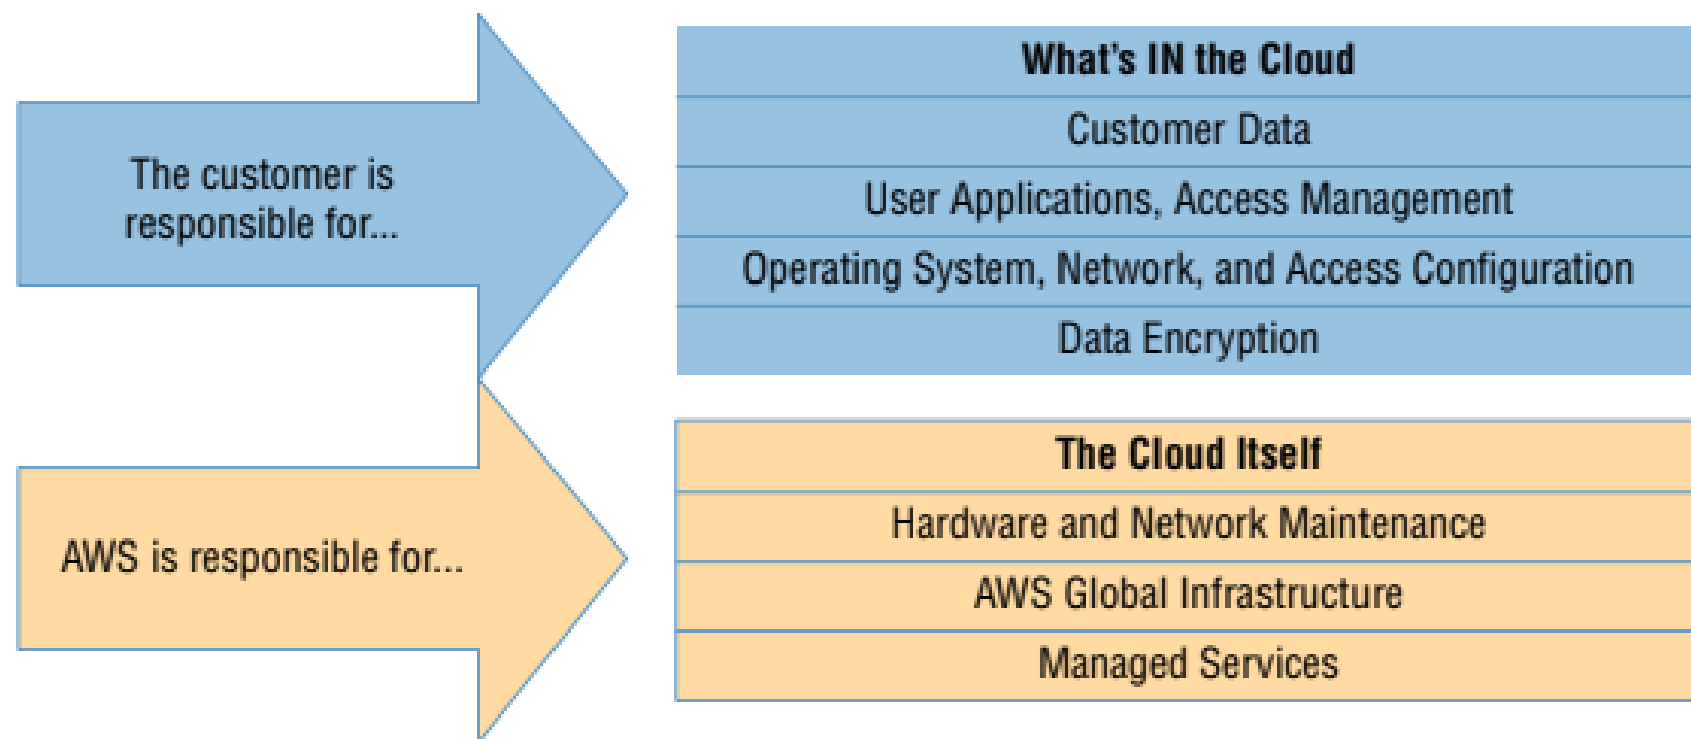 The customer is
responsible for...
What's IN the Cloud
Customer Data
User Applications, Access Management
Operating System, Network, and Access Configuration
Data Encryption
AWS is responsible for...
The Cloud Itself
Hardware and Network Maintenance
AWS Global Infrastructure
Managed Services